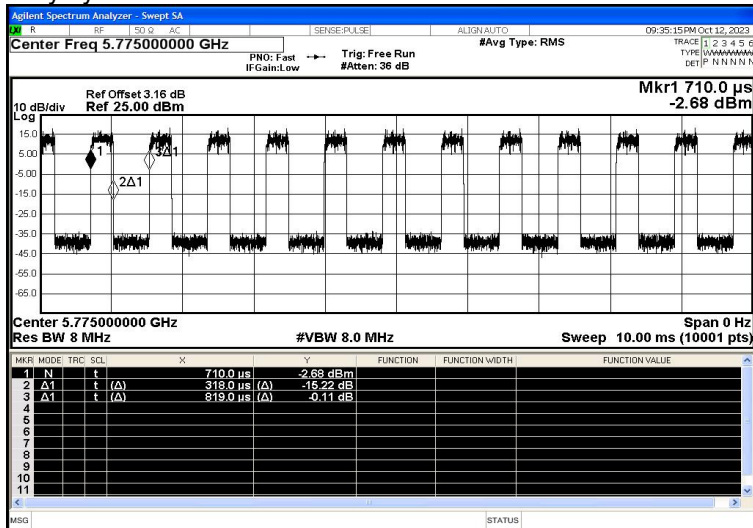 Agilent Spectrum Analyzer - Swept SA
R RF 50 Ω AC SENSE:PULSE ALIGN AUTO 09:35:15 PM Oct 12, 2023
Center Freq 5.775000000 GHz #Avg Type: RMS TRACE 1 2 3 4 5 6
PNO: Fast Trig: Free Run TYPE
IFGain:Low #Atten: 36 dB DET P N N N N N
Mkr1 710.0 µs
Ref Offset 3.16 dB
10 dB/div Ref 25.00 dBm -2.68 dBm
Log
15.0
5.00
1 3Δ1
-5.00
2Δ1
-15.0
-25.0
-35.0
-45.0
-55.0
-65.0
Center 5.775000000 GHz Span 0 Hz
Res BW 8 MHz #VBW 8.0 MHz Sweep 10.00 ms (10001 pts)
MKR MODE TRC SCL X Y FUNCTION FUNCTION WIDTH FUNCTION VALUE
1 N t 710.0 µs -2.68 dBm
2 Δ1 t (Δ) 318.0 µs (Δ) -15.22 dB
3 Δ1 t (Δ) 819.0 µs (Δ) -0.11 dB
4
5
6
7
8
9
10
11
MSG STATUS